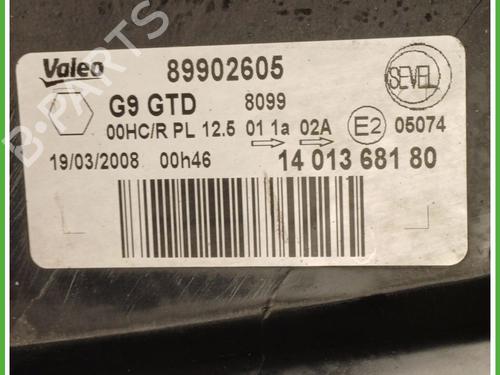 Valeo 89902605 SEVEL
G9 GTD 8099
00HC/R PL 12.5 01 1a 02A E2 05074
19/03/2008 00h46 14 013 681 80
B-PARTS